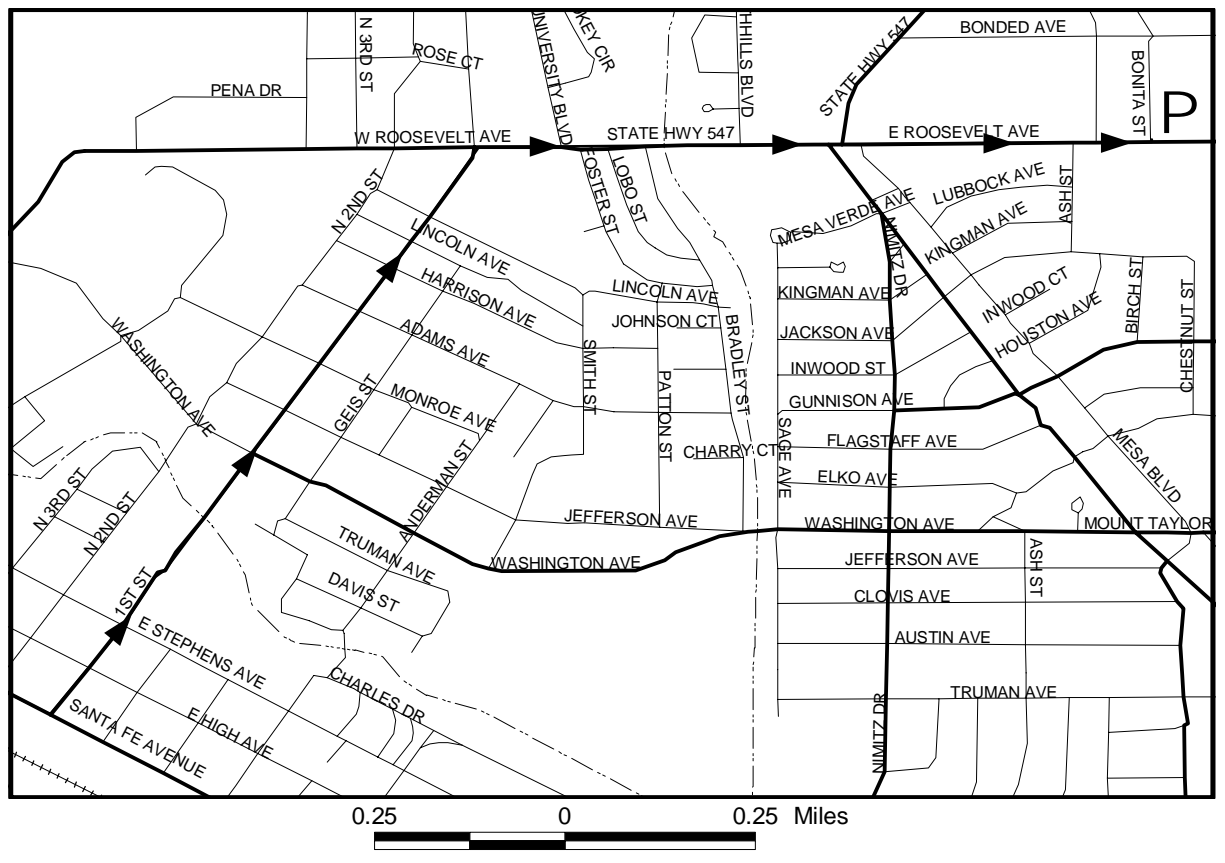 N 3RD ST
ROSE CT
UNIVERSITY BLVD
KEY CIR
HHILLS BLVD
STATE HWY 547
BONDED AVE
BONITA ST
P
PENA DR
W ROOSEVELT AVE
STATE HWY 547
E ROOSEVELT AVE
N 2ND ST
LINCOLN AVE
FOSTER ST
LOBO ST
MESA VERDE AVE
LUBBOCK AVE
ASH ST
KINGMAN AVE
NIMITZ DR
HARRISON AVE
LINCOLN AVE
KINGMAN AVE
INWOOD CT
BIRCH ST
CHESTNUT ST
WASHINGTON AVE
ADAMS AVE
JOHNSON CT
BRADLEY ST
JACKSON AVE
HOUSTON AVE
SMITH ST
INWOOD ST
GEIS ST
MONROE AVE
PATTON ST
GUNNISON AVE
SAGE AVE
FLAGSTAFF AVE
CHARRY CT
MESA BLVD
N 3RD ST
N 2ND ST
ANDERMAN ST
ELKO AVE
JEFFERSON AVE
WASHINGTON AVE
MOUNT TAYLOR
TRUMAN AVE
WASHINGTON AVE
JEFFERSON AVE
ASH ST
1ST ST
DAVIS ST
CLOVIS AVE
E STEPHENS AVE
AUSTIN AVE
CHARLES DR
TRUMAN AVE
SANTA FE AVENUE
E HIGH AVE
NIMITZ DR
0.25 0 0.25 Miles